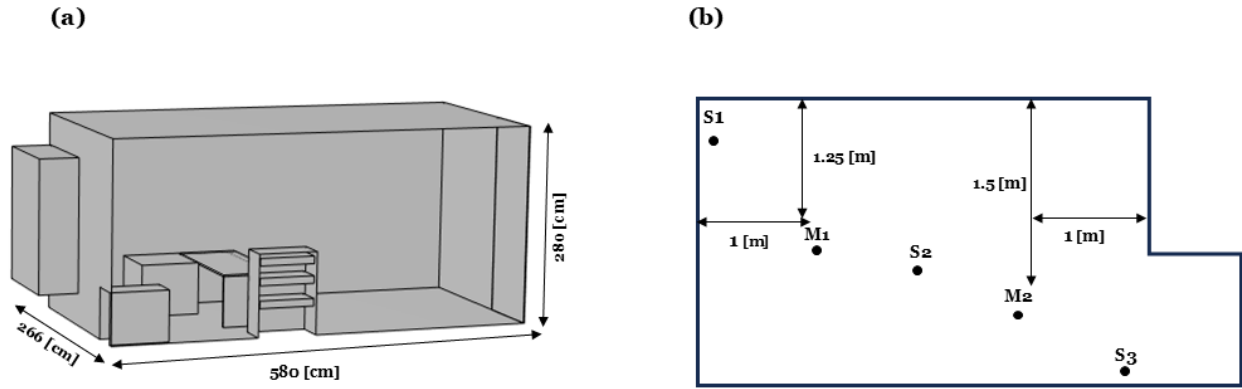 (a)
(b)
266 [cm]
580 [cm]
280 [cm]
S1
1.25 [m]
1.5 [m]
1 [m]
M1
S2
1 [m]
M2
S3